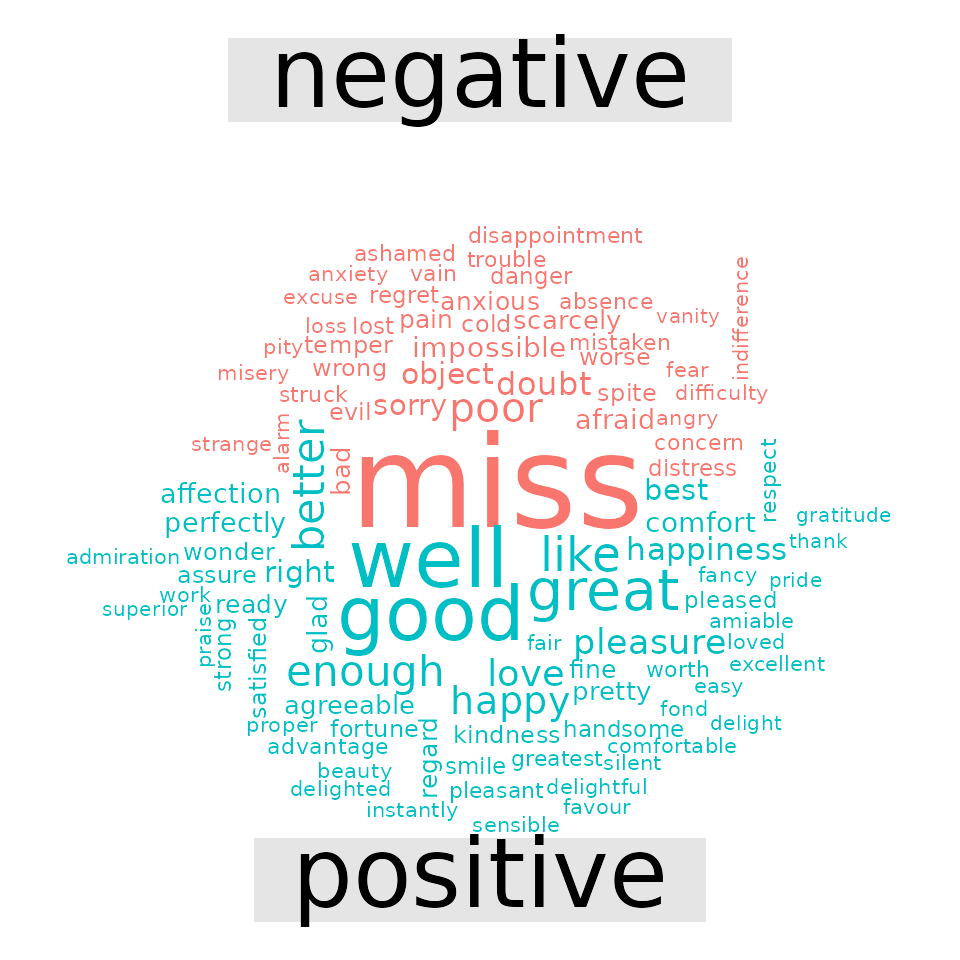 negative
disappointment
ashamed trouble
anxiety vain danger
indifference
excuse regret anxious absence
loss lost pain cold scarcely vanity
pity temper impossible mistaken
worse
misery wrong object doubt fear
struck spite difficulty
evil sorry poor afraid angry
strange alarm bad concern
distress
miss
better
affection best respect
perfectly comfort gratitude
admiration wonder well like happiness thank
assure right great fancy pride
superior work ready good pleased
praise strong satisfied glad amiable
fair pleasure loved
enough love fine worth excellent
agreeable happy pretty easy
fond
proper fortune regard kindness handsome delight
advantage comfortable
beauty smile greatest silent
delighted pleasant delightful
instantly favour
sensible
positive